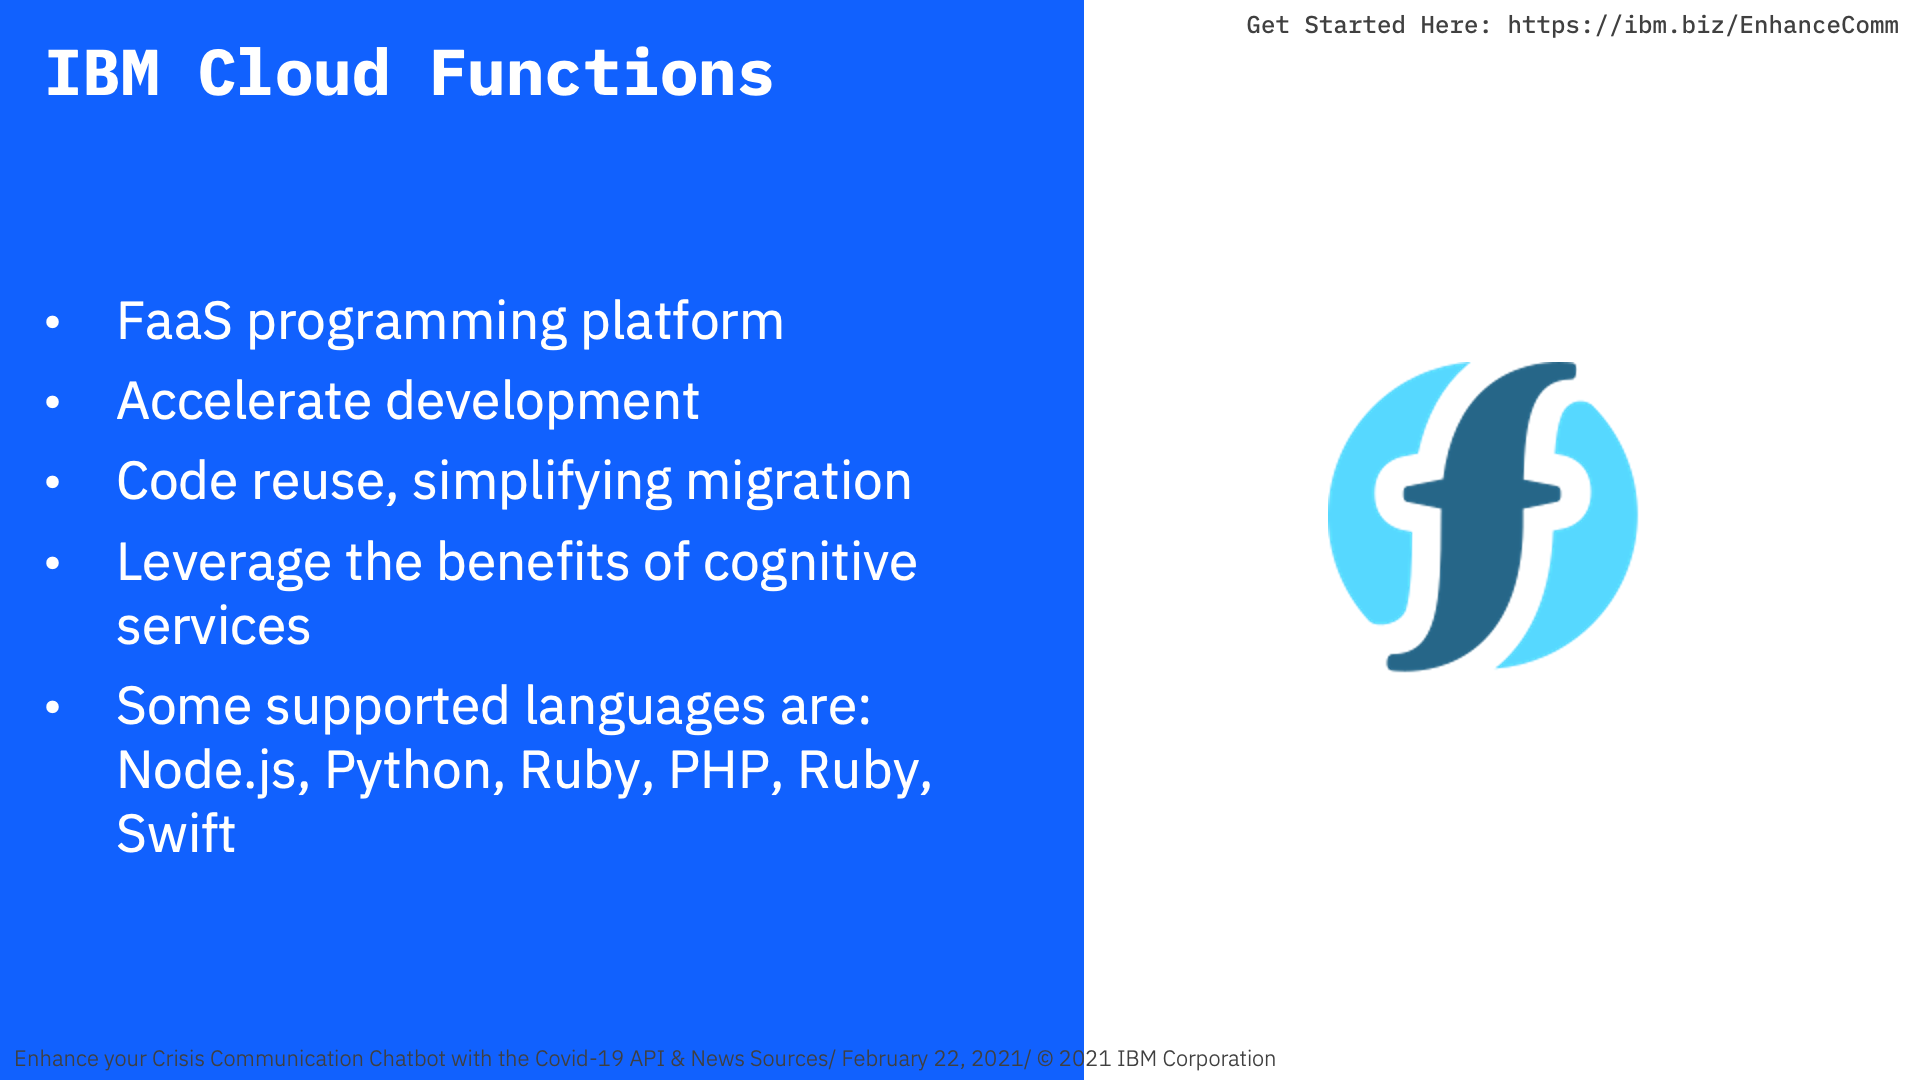 Get Started Here: https://ibm.biz/EnhanceComm
IBM Cloud Functions
• FaaS programming platform
• Accelerate development
• Code reuse, simplifying migration
• Leverage the benefits of cognitive
services
• Some supported languages are:
Node.js, Python, Ruby, PHP, Ruby,
Swift
Enhance your Crisis Communication Chatbot with the Covid-19 API & News Sources/ February 22, 2021/ © 2021 IBM Corporation